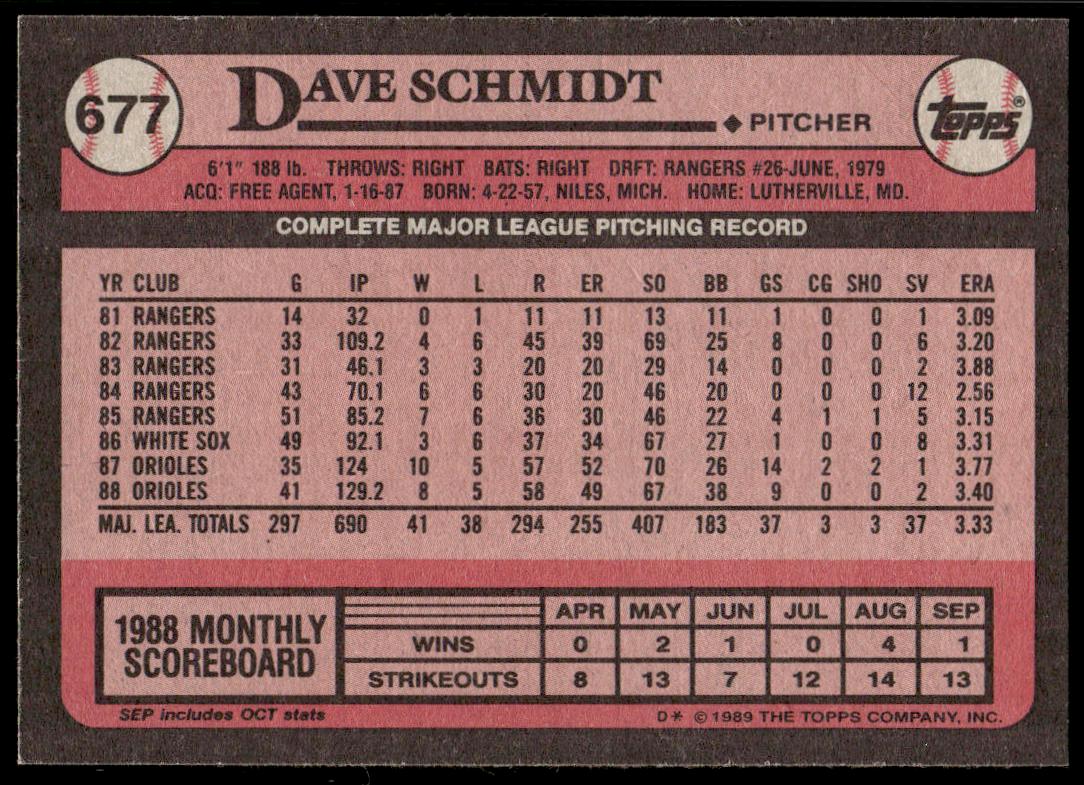 677
DAVE SCHMIDT
◆ PITCHER
topps®
6'1" 188 lb. THROWS: RIGHT BATS: RIGHT DRFT: RANGERS #26-JUNE, 1979
ACQ: FREE AGENT, 1-16-87 BORN: 4-22-57, NILES, MICH. HOME: LUTHERVILLE, MD.
COMPLETE MAJOR LEAGUE PITCHING RECORD
YR CLUB G IP W L R ER SO BB GS CG SHO SV ERA
81 RANGERS 14 32 0 1 11 11 13 11 1 0 0 1 3.09
82 RANGERS 33 109.2 4 6 45 39 69 25 8 0 0 6 3.20
83 RANGERS 31 46.1 3 3 20 20 29 14 0 0 0 2 3.88
84 RANGERS 43 70.1 6 6 30 20 46 20 0 0 0 12 2.56
85 RANGERS 51 85.2 7 6 36 30 46 22 4 1 1 5 3.15
86 WHITE SOX 49 92.1 3 6 37 34 67 27 1 0 0 8 3.31
87 ORIOLES 35 124 10 5 57 52 70 26 14 2 2 1 3.77
88 ORIOLES 41 129.2 8 5 58 49 67 38 9 0 0 2 3.40
MAJ. LEA. TOTALS 297 690 41 38 294 255 407 183 37 3 3 37 3.33
1988 MONTHLY
SCOREBOARD
APR MAY JUN JUL AUG SEP
WINS 0 2 1 0 4 1
STRIKEOUTS 8 13 7 12 14 13
SEP includes OCT stats
D* © 1989 THE TOPPS COMPANY, INC.